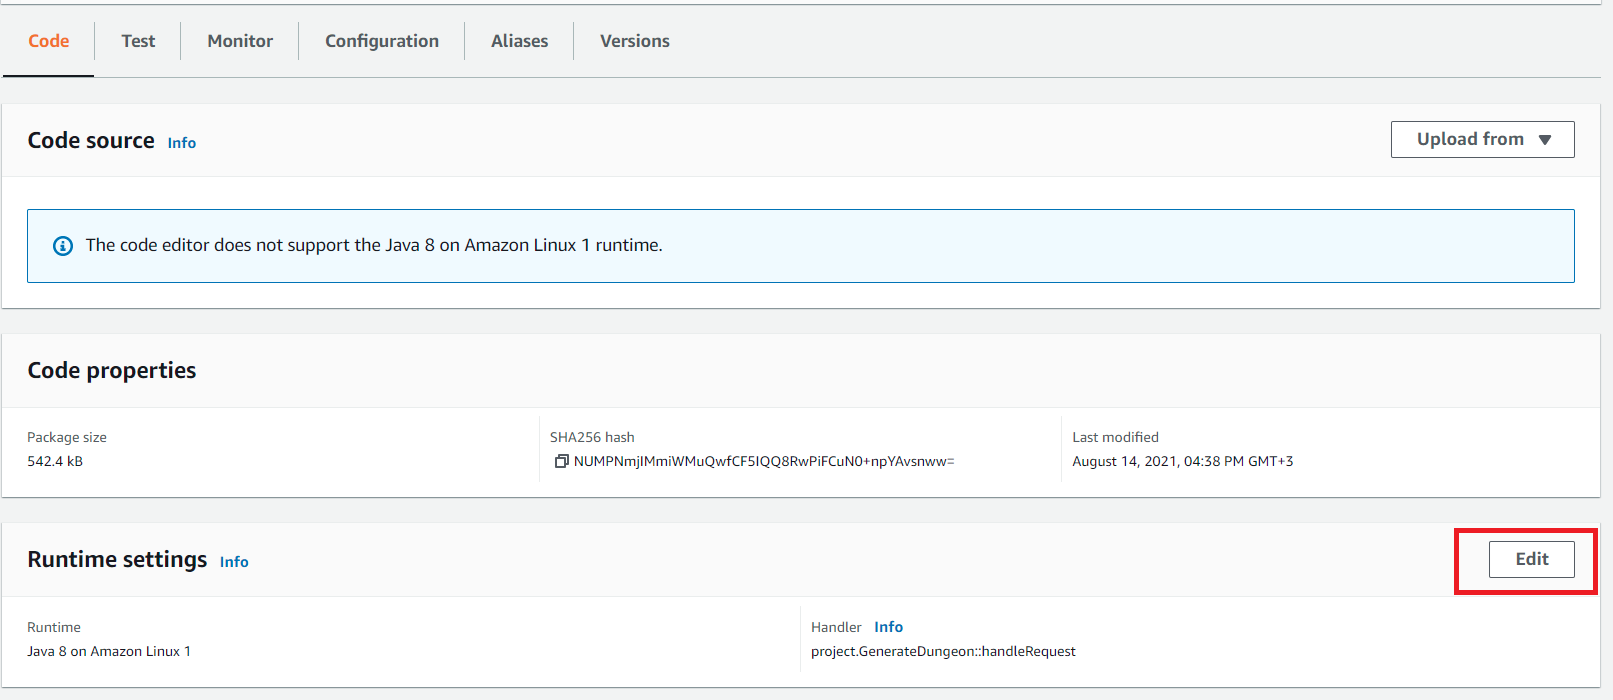 Code Test Monitor Configuration Aliases Versions
Code source Info Upload from
The code editor does not support the Java 8 on Amazon Linux 1 runtime.
Code properties
Package size SHA256 hash Last modified
542.4 kB NUMPNmjIMmiWMuQwfCF5IQQ8RwPiFCuN0+npYAvsnww= August 14, 2021, 04:38 PM GMT+3
Runtime settings Info Edit
Runtime Handler Info
Java 8 on Amazon Linux 1 project.GenerateDungeon::handleRequest